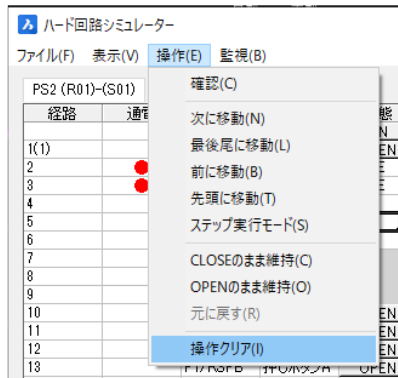 ハード回路シミュレーター
ファイル(F) 表示(V) 操作(E) 監視(B)
PS2 (R01)-(S01)
経路
確認(C)
次に移動(N)
1(1)
最後尾に移動(L)
2
前に移動(B)
3
先頭に移動(T)
4
5
ステップ実行モード(S)
6
7
CLOSEのまま維持(C)
8
OPENのまま維持(O)
9
10
元に戻す(R)
11
12
操作クリア(I)
13